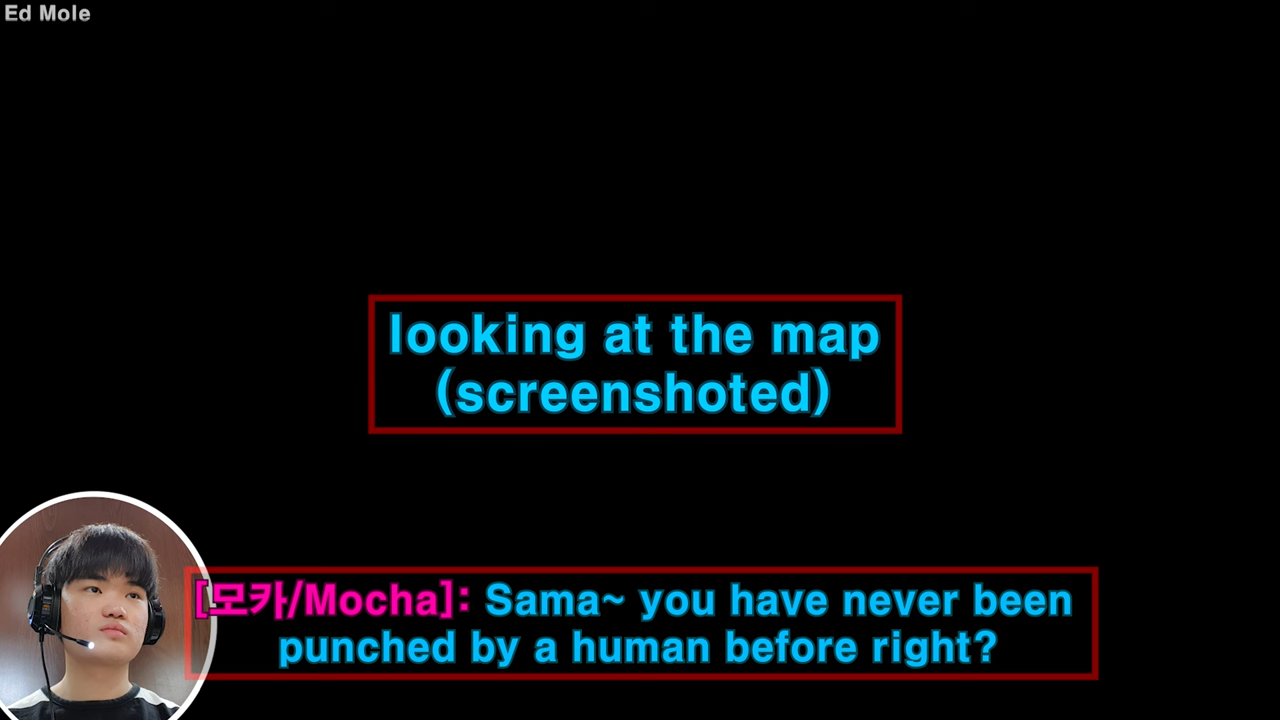 Ed Mole
looking at the map
(screenshoted)
[모카/Mocha]: Sama~ you have never been
punched by a human before right?